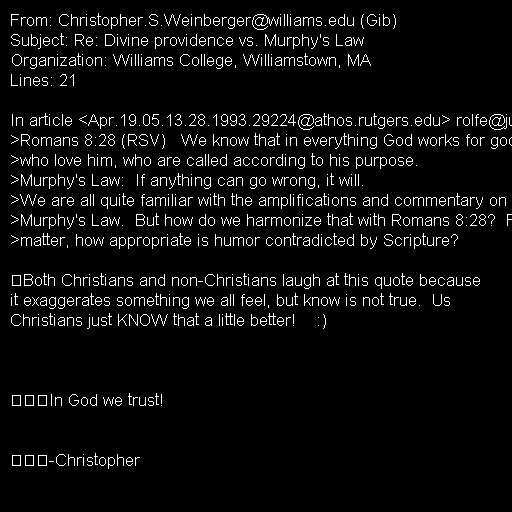 From: Christopher.S.Weinberger@williams.edu (Gib)
Subject: Re: Divine providence vs. Murphy's Law
Organization: Williams College, Williamstown, MA
Lines: 21
In article <Apr.19.05.13.28.1993.29224@athos.rutgers.edu>
>Romans 8:28 (RSV)   We know that in everything God works for
>who love him, who are called according to his purpose.
>Murphy's Law:  If anything can go wrong, it will.
>We are all quite familiar with the amplifications and commentary on
>Murphy's Law.  But how do we harmonize that with Romans 8:28?
>matter, how appropriate is humor contradicted by Scripture?
Both Christians and non-Christians laugh at this quote because
it exaggerates something we all feel, but know is not true.  Us
Christians just KNOW that a little better!    :)
In God we trust!
-Christopher